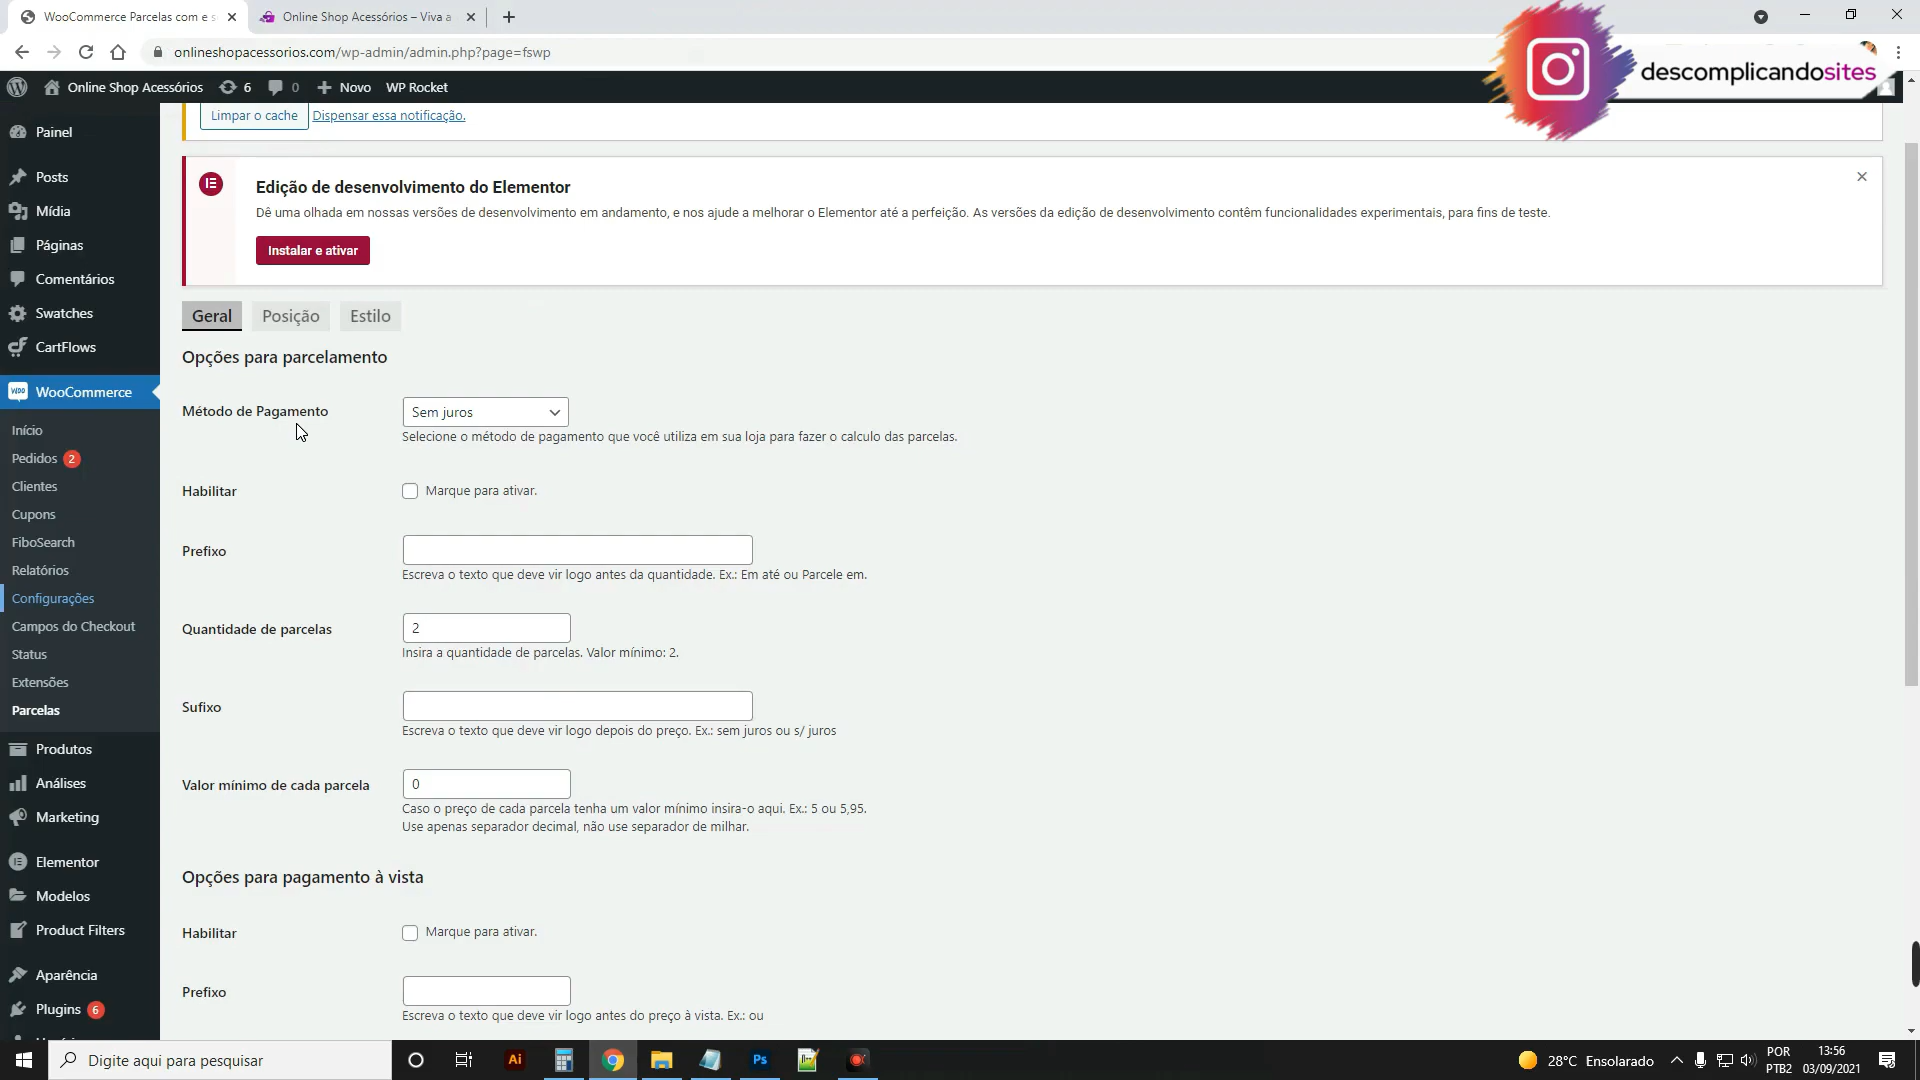 WooCommerce Parcelas com e s
Online Shop Acessórios – Viva a
onlineshopacessorios.com/wp-admin/admin.php?page=fswp
descomplicandosites
Online Shop Acessórios
6
0
Novo
WP Rocket
Limpar o cache
Dispensar essa notificação.
Edição de desenvolvimento do Elementor
Dê uma olhada em nossas versões de desenvolvimento em andamento, e nos ajude a melhorar o Elementor até a perfeição. As versões da edição de desenvolvimento contêm funcionalidades experimentais, para fins de teste.
Instalar e ativar
Painel
Posts
Mídia
Páginas
Comentários
Swatches
CartFlows
WooCommerce
Início
Pedidos 2
Clientes
Cupons
FiboSearch
Relatórios
Configurações
Campos do Checkout
Status
Extensões
Parcelas
Produtos
Análises
Marketing
Elementor
Modelos
Product Filters
Aparência
Plugins 6
Geral
Posição
Estilo
Opções para parcelamento
Método de Pagamento
Sem juros
Selecione o método de pagamento que você utiliza em sua loja para fazer o calculo das parcelas.
Habilitar
Marque para ativar.
Prefixo
Escreva o texto que deve vir logo antes da quantidade. Ex.: Em até ou Parcele em.
Quantidade de parcelas
2
Insira a quantidade de parcelas. Valor mínimo: 2.
Sufixo
Escreva o texto que deve vir logo depois do preço. Ex.: sem juros ou s/ juros
Valor mínimo de cada parcela
0
Caso o preço de cada parcela tenha um valor mínimo insira-o aqui. Ex.: 5 ou 5,95.
Use apenas separador decimal, não use separador de milhar.
Opções para pagamento à vista
Habilitar
Marque para ativar.
Prefixo
Escreva o texto que deve vir logo antes do preço à vista. Ex.: ou
Digite aqui para pesquisar
Ai
Ps
28°C Ensolarado
POR
PTB2
13:56
03/09/2021